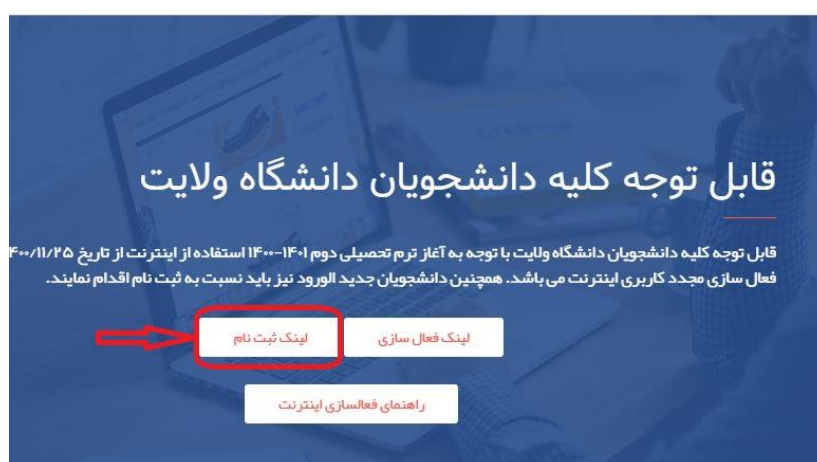 قابل توجه کلیه دانشجویان دانشگاه ولایت
قابل توجه کلیه دانشجویان دانشگاه ولایت با توجه به آغاز ترم تحصیلی دوم ۱۴۰۱-۱۴۰۰ استفاده از اینترنت از تاریخ ۴۰۰/۱۱/۲۵
فعال سازی مجدد کاربری اینترنت می باشد. همچنین دانشجویان جدید الورود نیز باید نسبت به ثبت نام اقدام نمایند.
لینک فعال سازی لینک ثبت نام
راهنمای فعالسازی اینترنت